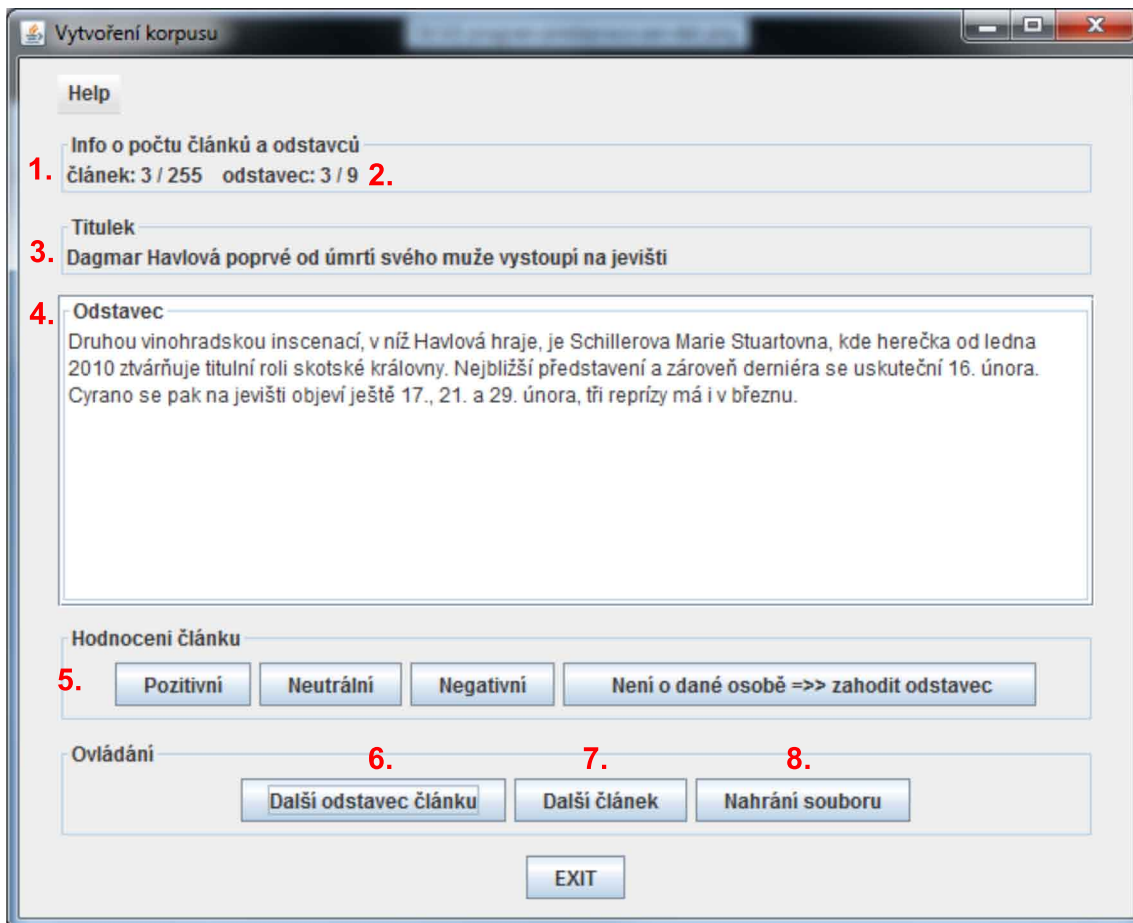 Vytvoření korpusu
Help
Info o počtu článků a odstavců
1. článek: 3 / 255 odstavec: 3 / 9 2.
Titulek
3. Dagmar Havlová poprvé od úmrtí svého muže vystoupí na jevišti
4. Odstavec
Druhou vinohradskou inscenací, v níž Havlová hraje, je Schillerova Marie Stuartovna, kde herečka od ledna
2010 ztvárňuje titulní roli skotské královny. Nejbližší představení a zároveň derniéra se uskuteční 16. února.
Cyrano se pak na jevišti objeví ještě 17., 21. a 29. února, tři reprízy má i v březnu.
Hodnoceni článku
5. Pozitivní Neutrální Negativní Není o dané osobě =>> zahodit odstavec
Ovládání
6. 7. 8.
Další odstavec článku Další článek Nahrání souboru
EXIT